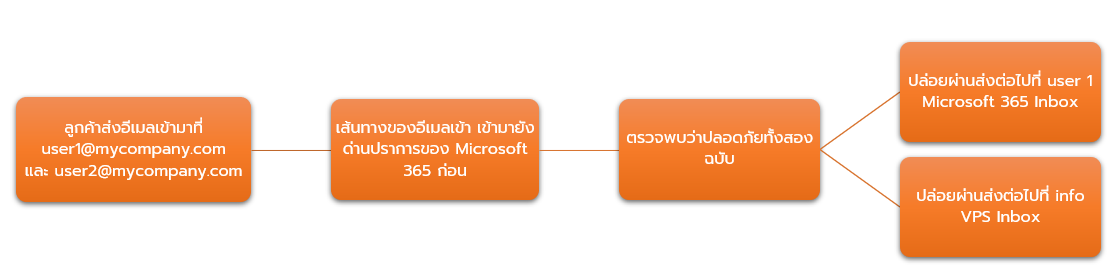 ลูกค้าส่งอีเมลเข้ามาที่
user1@mycompany.com
และ user2@mycompany.com
เส้นทางของอีเมลเข้า เข้ามายัง
ด่านปราการของ Microsoft
365 ก่อน
ตรวจพบว่าปลอดภัยทั้งสอง
ฉบับ
ปล่อยผ่านส่งต่อไปที่ user 1
Microsoft 365 Inbox
ปล่อยผ่านส่งต่อไปที่ info
VPS Inbox